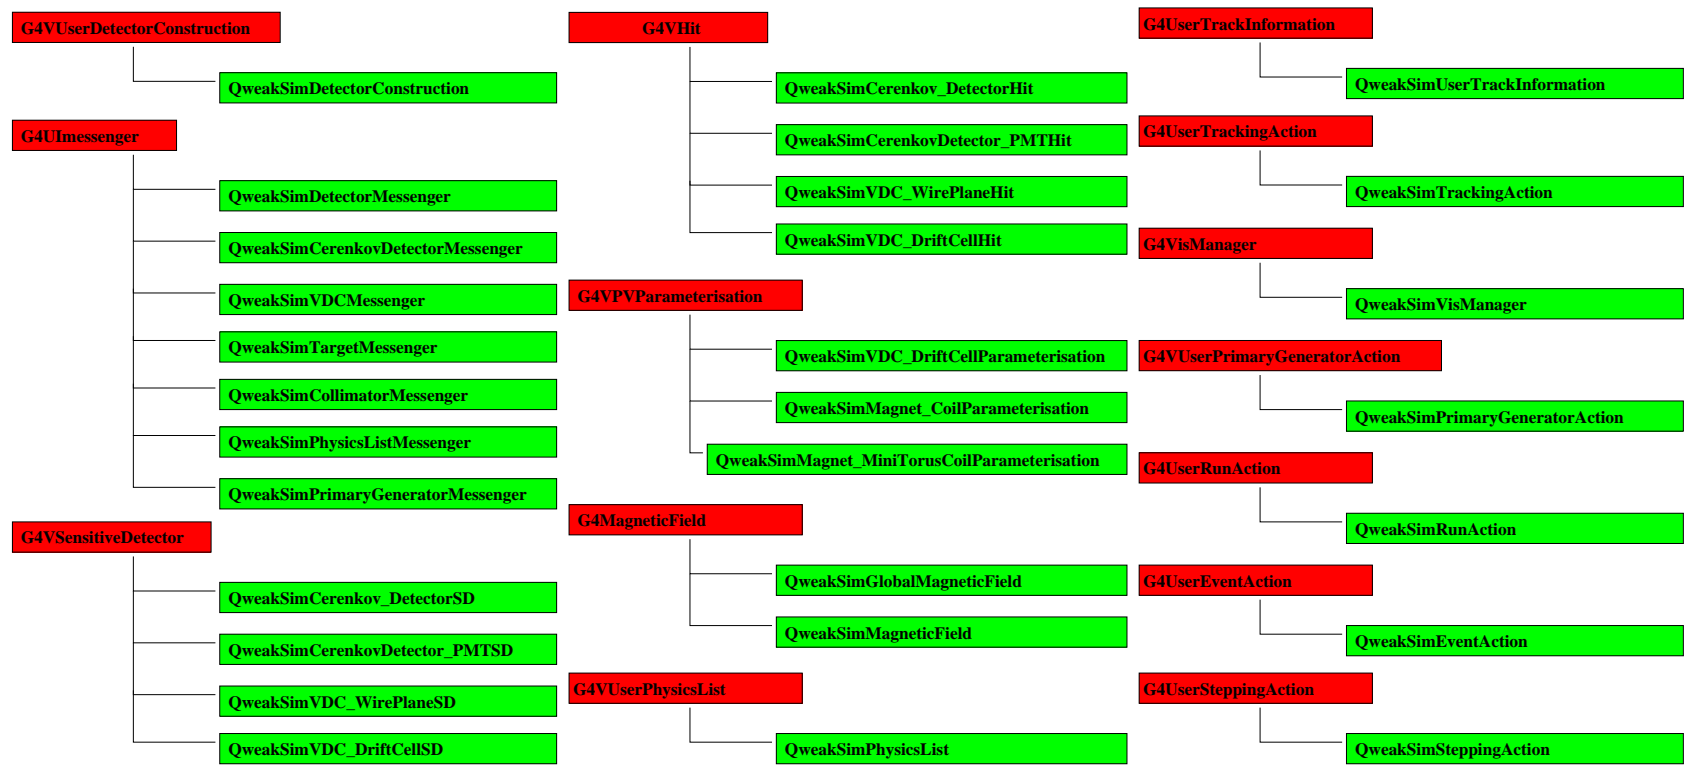 G4VUserDetectorConstruction
QweakSimDetectorConstruction
G4UImessenger
QweakSimDetectorMessenger
QweakSimCerenkovDetectorMessenger
QweakSimVDCMessenger
QweakSimTargetMessenger
QweakSimCollimatorMessenger
QweakSimPhysicsListMessenger
QweakSimPrimaryGeneratorMessenger
G4VSensitiveDetector
QweakSimCerenkov_DetectorSD
QweakSimCerenkovDetector_PMTSD
QweakSimVDC_WirePlaneSD
QweakSimVDC_DriftCellSD
G4VHit
QweakSimCerenkov_DetectorHit
QweakSimCerenkovDetector_PMTHit
QweakSimVDC_WirePlaneHit
QweakSimVDC_DriftCellHit
G4VPVParameterisation
QweakSimVDC_DriftCellParameterisation
QweakSimMagnet_CoilParameterisation
QweakSimMagnet_MiniTorusCoilParameterisation
G4MagneticField
QweakSimGlobalMagneticField
QweakSimMagneticField
G4VUserPhysicsList
QweakSimPhysicsList
G4UserTrackInformation
QweakSimUserTrackInformation
G4UserTrackingAction
QweakSimTrackingAction
G4VisManager
QweakSimVisManager
G4VUserPrimaryGeneratorAction
QweakSimPrimaryGeneratorAction
G4UserRunAction
QweakSimRunAction
G4UserEventAction
QweakSimEventAction
G4UserSteppingAction
QweakSimSteppingAction